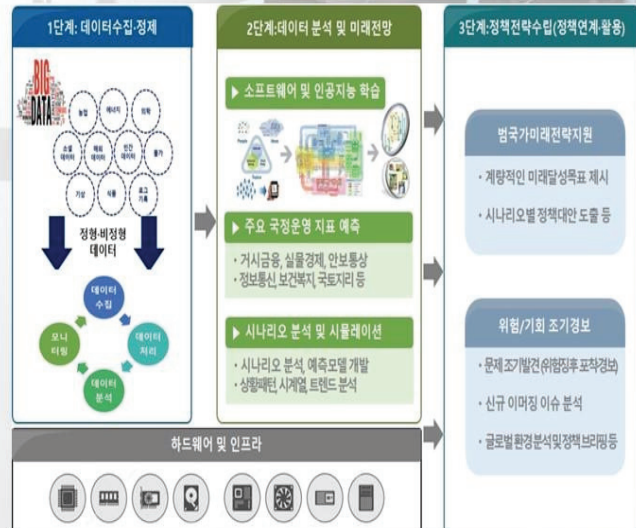 1단계: 데이터수집·정제
BIG
DATA
농업
에너지
의학
소셜
데이터
해외
데이터
민간
데이터
물가
기상
식품
로그
기록
정형·비정형
데이터
데이터
수집
모니
터링
데이터
처리
데이터
분석
2단계:데이터 분석 및 미래전망
소프트웨어 및 인공지능 학습
주요 국정운영 지표 예측
· 거시금융, 실물경제, 안보통상
· 정보통신, 보건복지, 국토지리 등
시나리오 분석 및 시뮬레이션
· 시나리오 분석, 예측모델 개발
· 상황패턴, 시계열, 트렌드 분석
하드웨어 및 인프라
3단계:정책전략수립(정책연계·활용)
범국가미래전략지원
· 계량적인 미래달성목표 제시
· 시나리오별 정책대안 도출 등
위험/기회 조기경보
· 문제 조기발견(위험징후 포착·경보)
· 신규 이머징 이슈 분석
· 글로벌 환경 분석 및 정책 브리핑 등